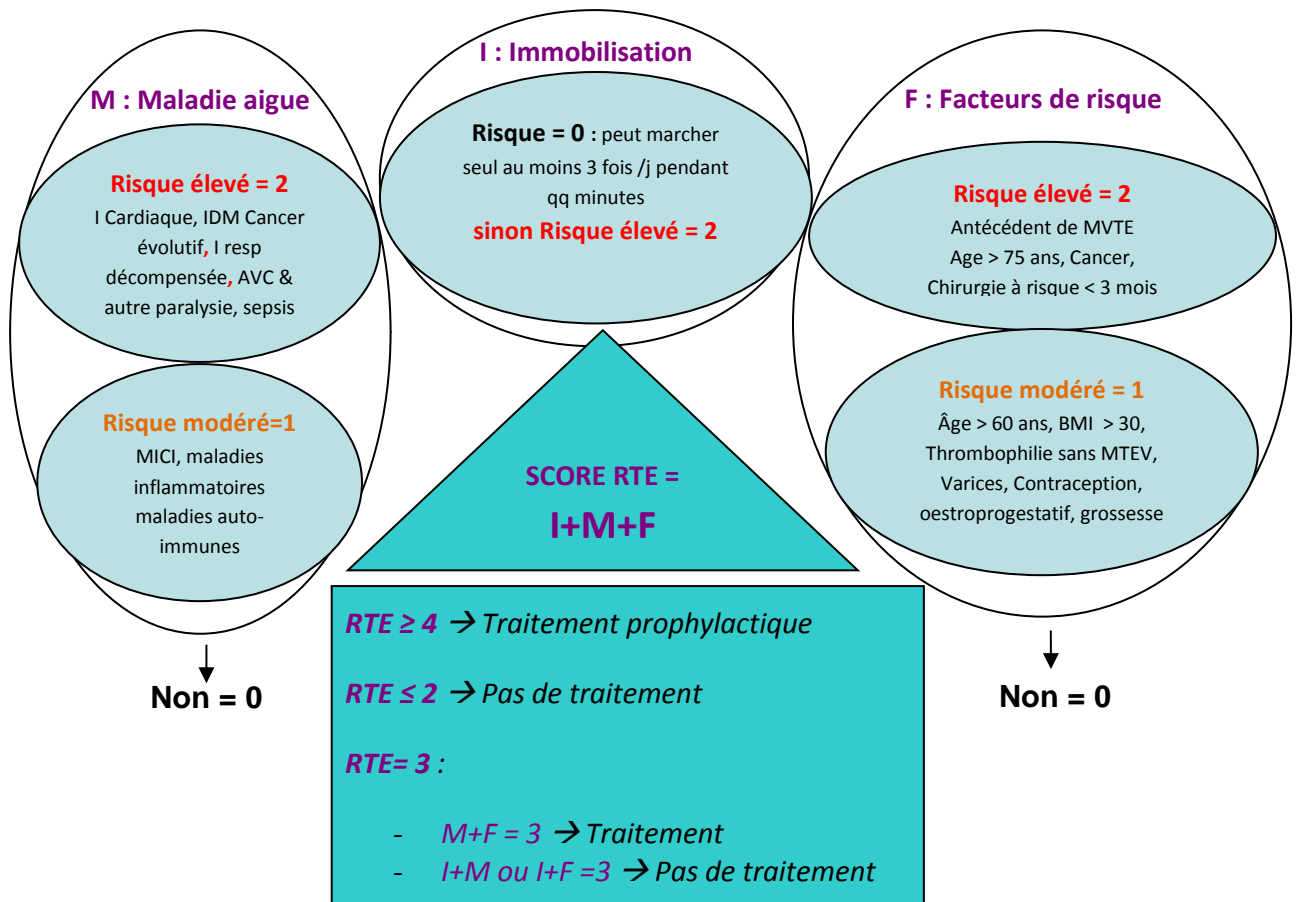 M : Maladie aigue
Risque élevé = 2
I Cardiaque, IDM Cancer
évolutif, I resp
décompensée, AVC &
autre paralysie, sepsis
Risque modéré=1
MICI, maladies
inflammatoires
maladies auto-
immunes
Non = 0
I : Immobilisation
Risque = 0 : peut marcher
seul au moins 3 fois /j pendant
qq minutes
sinon Risque élevé = 2
F : Facteurs de risque
Risque élevé = 2
Antécédent de MVTE
Age > 75 ans, Cancer,
Chirurgie à risque < 3 mois
Risque modéré = 1
Âge > 60 ans, BMI > 30,
Thrombophilie sans MTEV,
Varices, Contraception,
oestroprogestatif, grossesse
Non = 0
SCORE RTE =
I+M+F
RTE ≥ 4 → Traitement prophylactique
RTE ≤ 2 → Pas de traitement
RTE= 3 :
- M+F = 3 → Traitement
- I+M ou I+F =3 → Pas de traitement